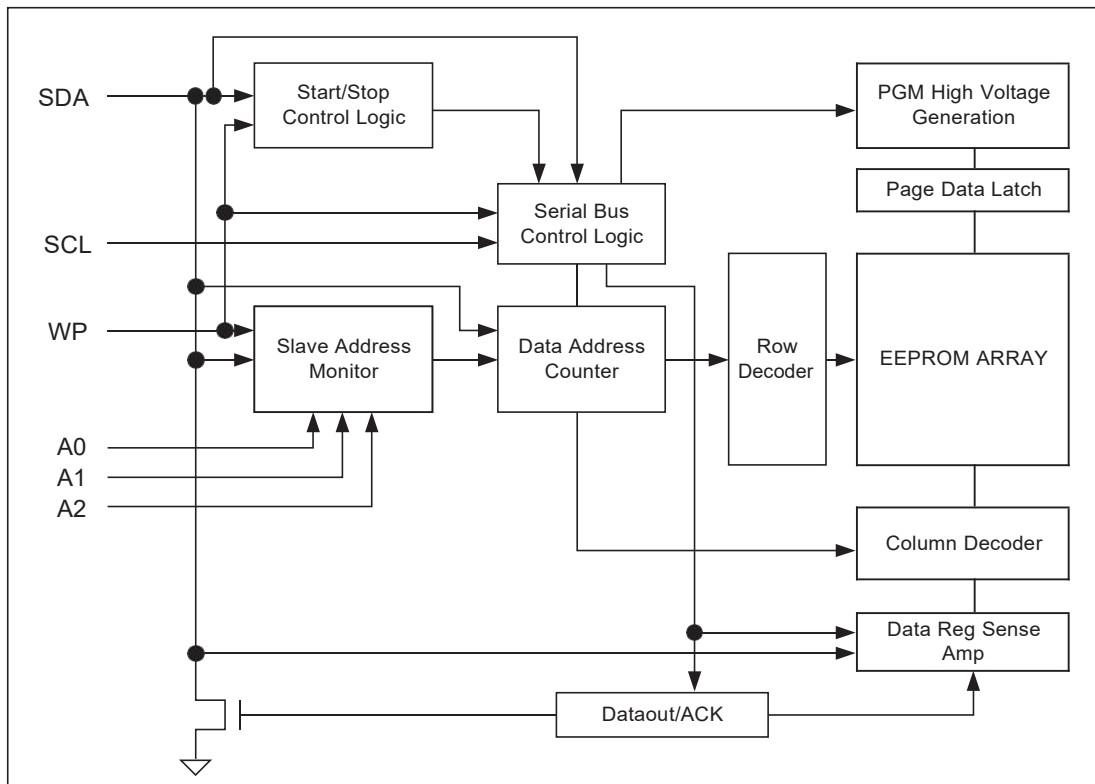 SDA
Start/Stop
Control Logic
PGM High Voltage
Generation
Page Data Latch
SCL
Serial Bus
Control Logic
WP
Slave Address
Monitor
Data Address
Counter
Row
Decoder
EEPROM ARRAY
A0
A1
A2
Column Decoder
Data Reg Sense
Amp
Dataout/ACK